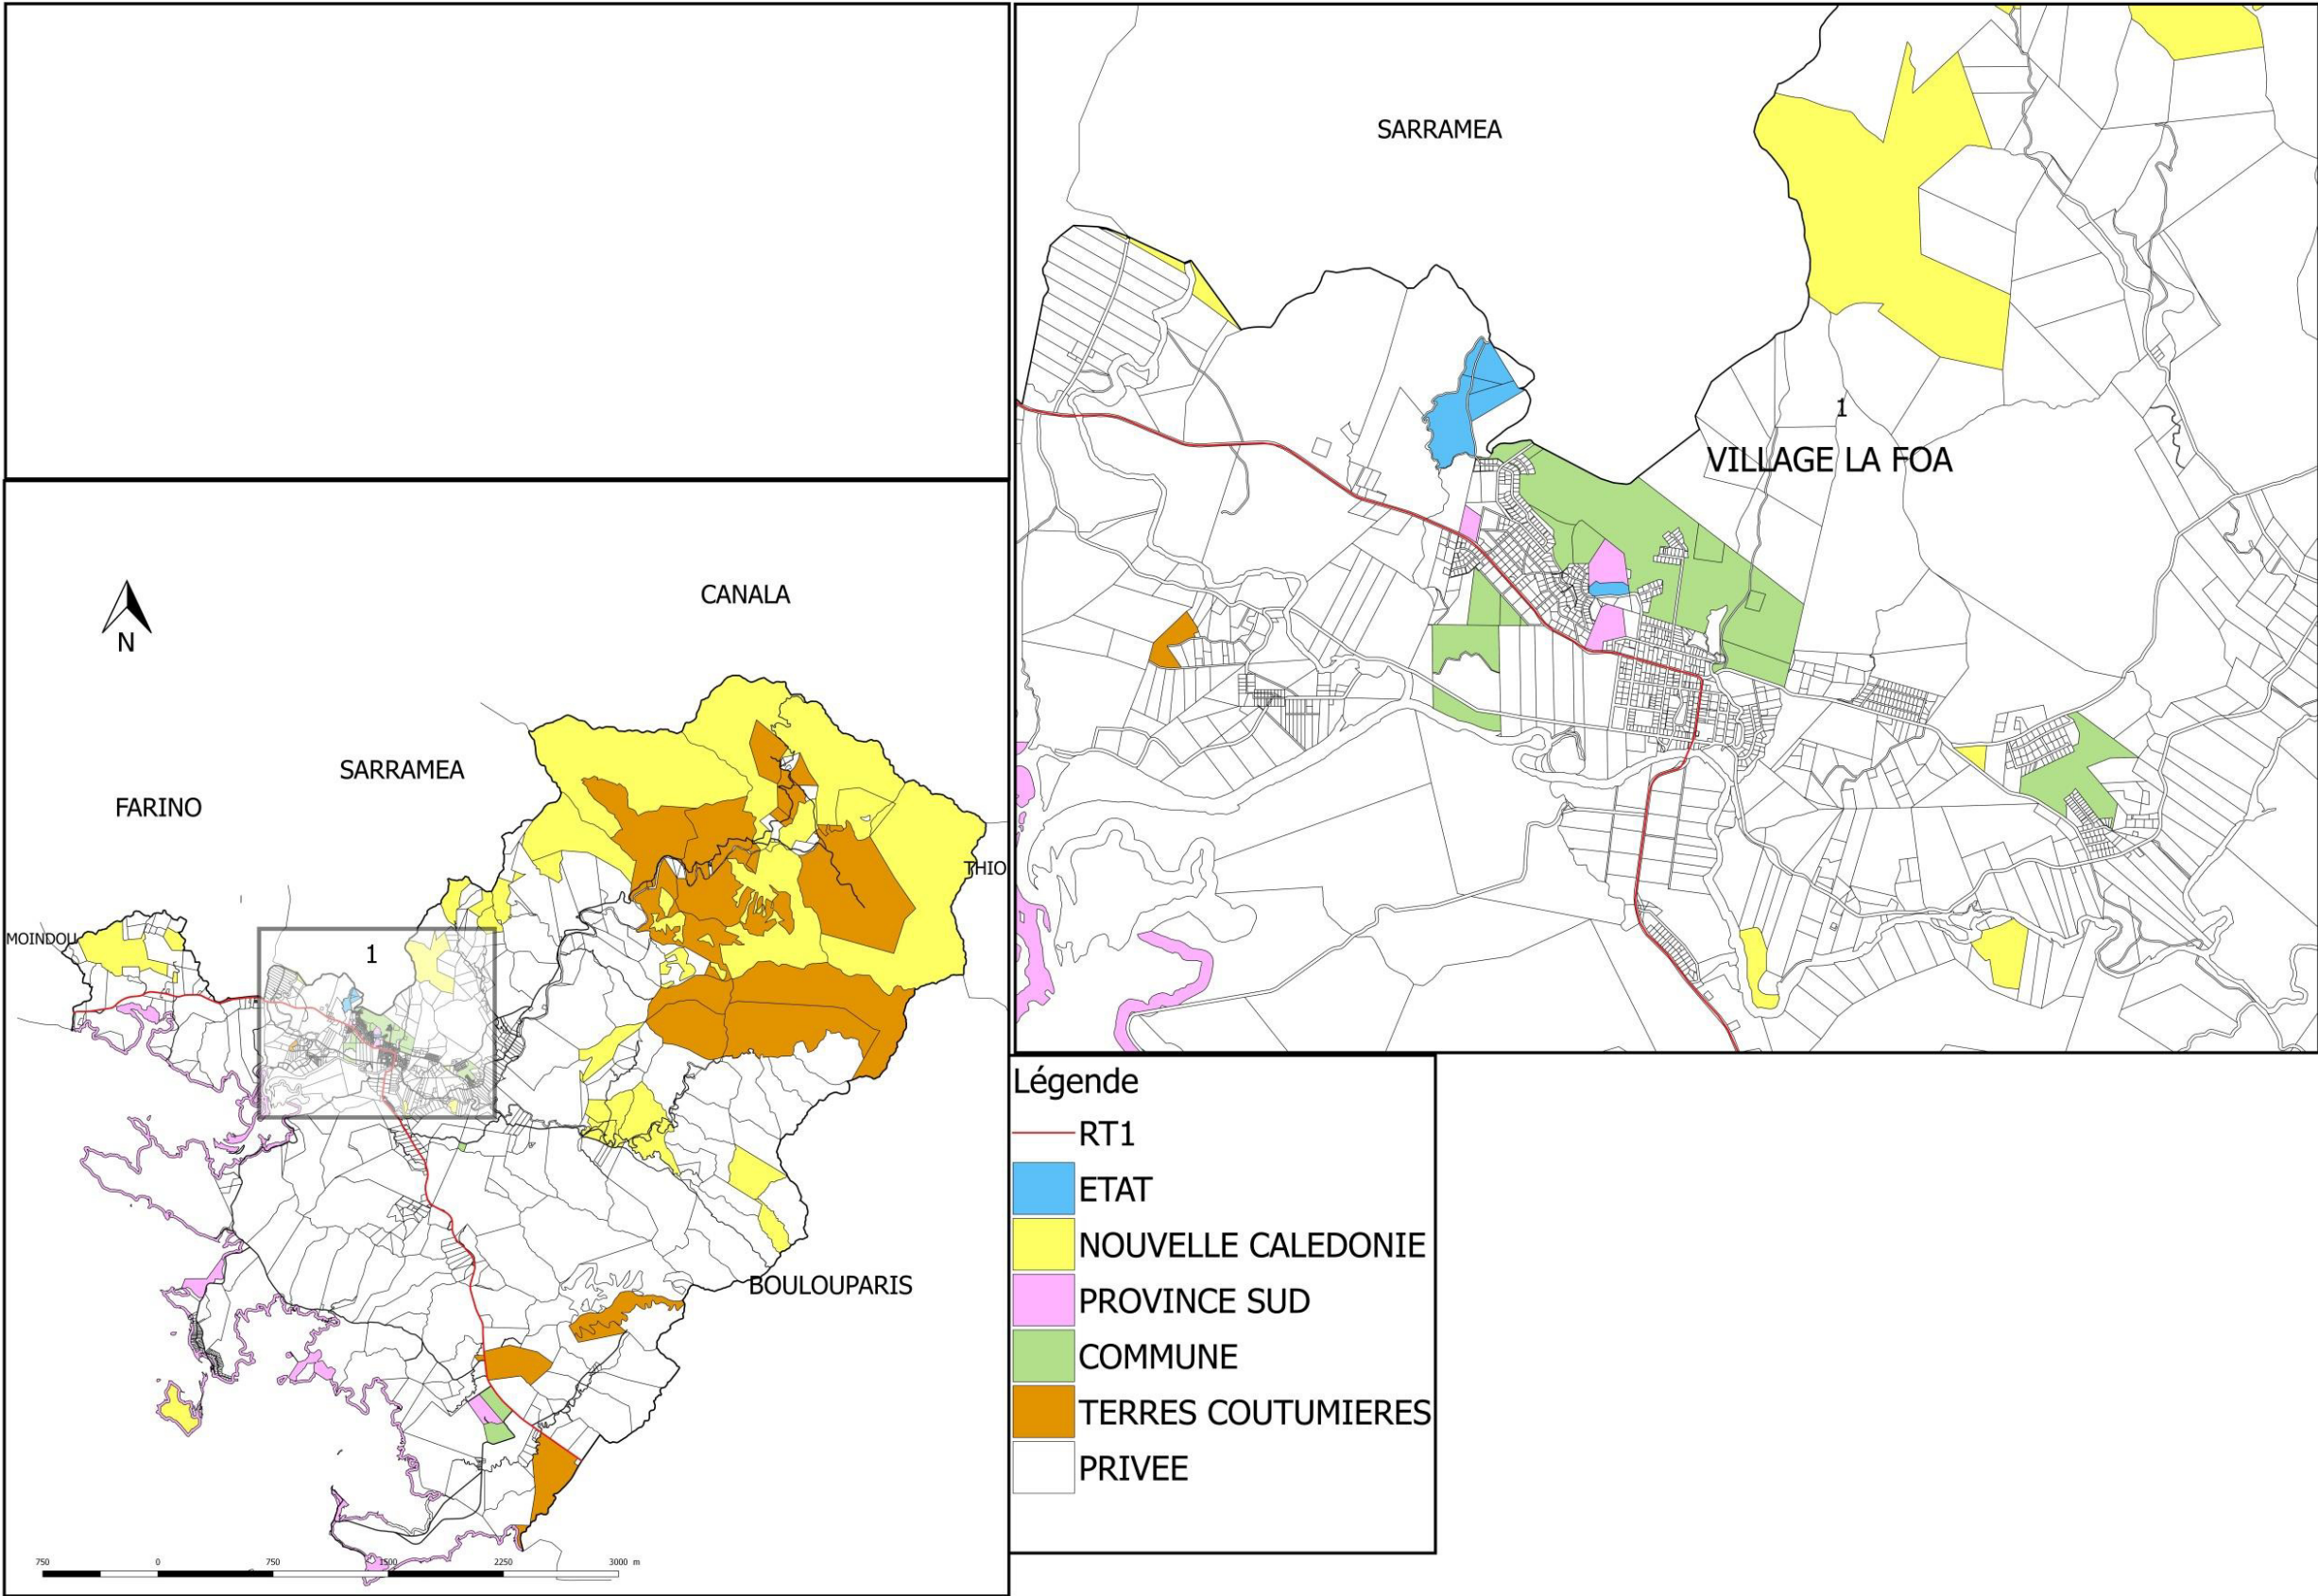 SARRAMEA
1
VILLAGE LA FOA
N
CANALA
SARRAMEA
FARINO
THIO
MOINDOU
1
BOULOUPARIS
750 0 750 1500 2250 3000 m
Légende
RT1
ETAT
NOUVELLE CALEDONIE
PROVINCE SUD
COMMUNE
TERRES COUTUMIERES
PRIVEE